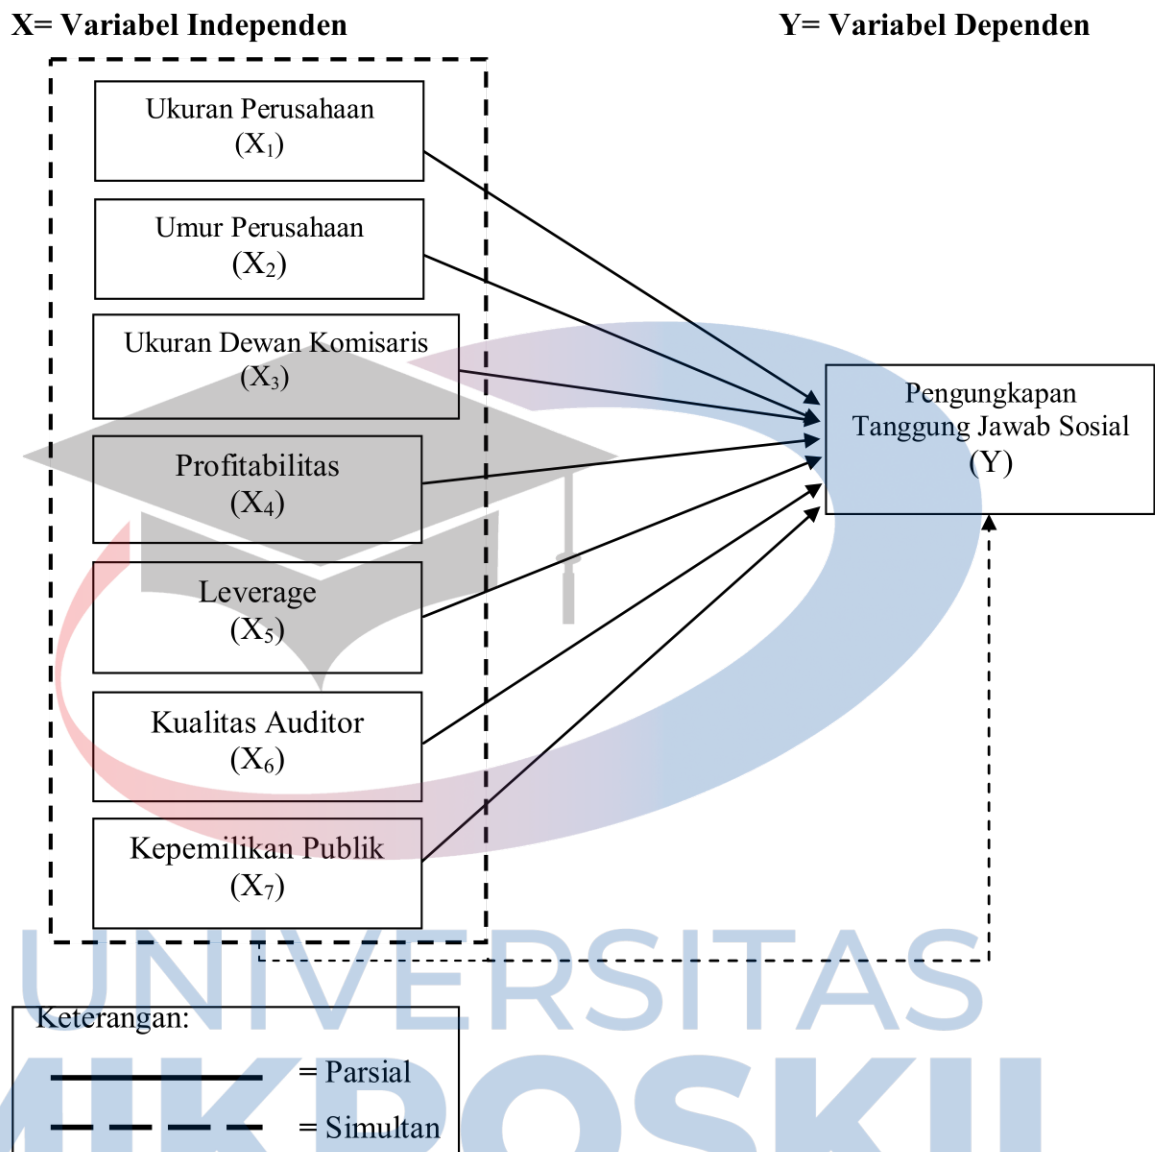 X= Variabel Independen
Y= Variabel Dependen
Ukuran Perusahaan
(X₁)
Umur Perusahaan
(X₂)
Ukuran Dewan Komisaris
(X₃)
Profitabilitas
(X₄)
Leverage
(X₅)
Kualitas Auditor
(X₆)
Kepemilikan Publik
(X₇)
Pengungkapan
Tanggung Jawab Sosial
(Y)
UNIVERSITAS
MIKROSKIL
Keterangan:
= Parsial
= Simultan